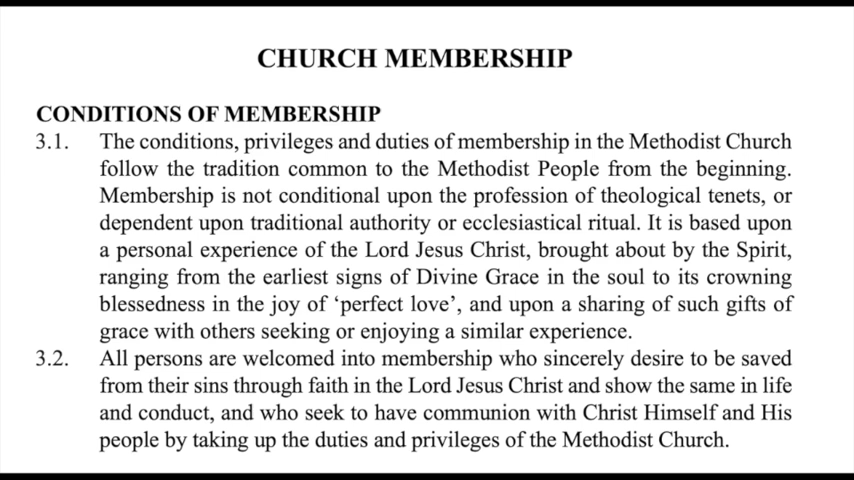 CHURCH MEMBERSHIP
CONDITIONS OF MEMBERSHIP
3.1. The conditions, privileges and duties of membership in the Methodist Church
follow the tradition common to the Methodist People from the beginning.
Membership is not conditional upon the profession of theological tenets, or
dependent upon traditional authority or ecclesiastical ritual. It is based upon
a personal experience of the Lord Jesus Christ, brought about by the Spirit,
ranging from the earliest signs of Divine Grace in the soul to its crowning
blessedness in the joy of ‘perfect love’, and upon a sharing of such gifts of
grace with others seeking or enjoying a similar experience.
3.2. All persons are welcomed into membership who sincerely desire to be saved
from their sins through faith in the Lord Jesus Christ and show the same in life
and conduct, and who seek to have communion with Christ Himself and His
people by taking up the duties and privileges of the Methodist Church.